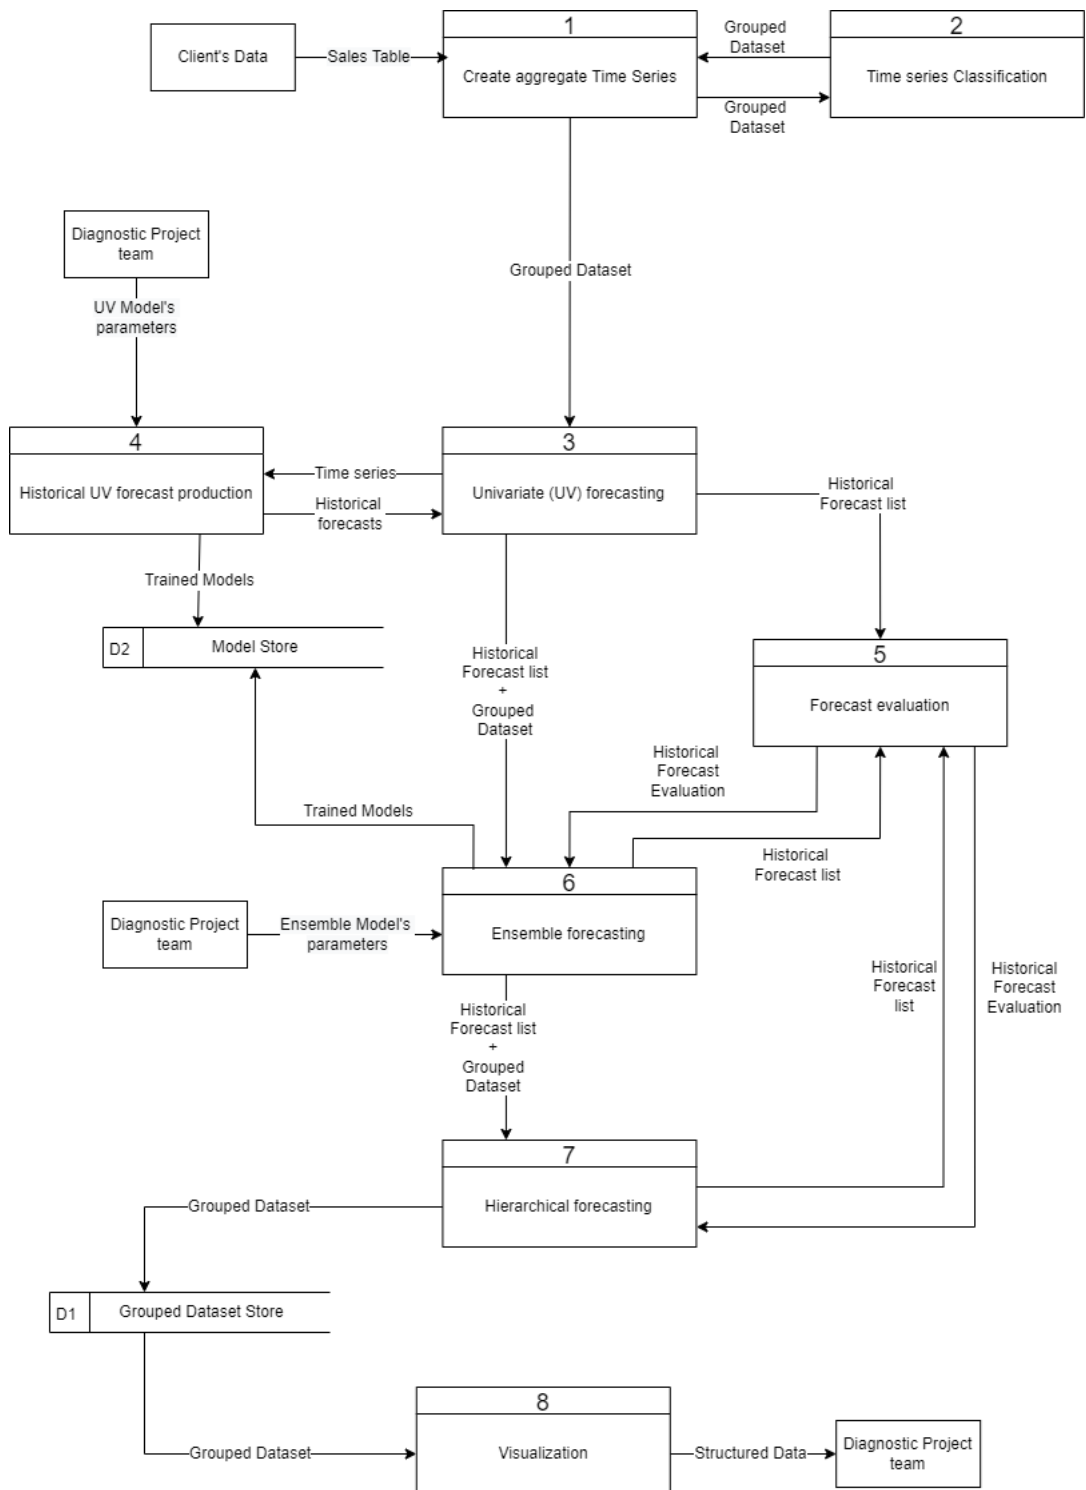 1
2
Client's Data
Sales Table
Create aggregate Time Series
Grouped
Dataset
Grouped
Dataset
Time series Classification
Diagnostic Project
team
Grouped Dataset
UV Model's
parameters
4
3
Historical UV forecast production
Time series
Historical
forecasts
Univariate (UV) forecasting
Historical
Forecast list
Trained Models
D2
Model Store
Historical
Forecast list
+
Grouped
Dataset
5
Forecast evaluation
Historical
Forecast
Evaluation
Trained Models
Historical
Forecast list
6
Diagnostic Project
team
Ensemble Model's
parameters
Ensemble forecasting
Historical
Forecast
list
Historical
Forecast
Evaluation
Historical
Forecast list
+
Grouped
Dataset
7
Hierarchical forecasting
Grouped Dataset
D1
Grouped Dataset Store
8
Grouped Dataset
Visualization
Structured Data
Diagnostic Project
team